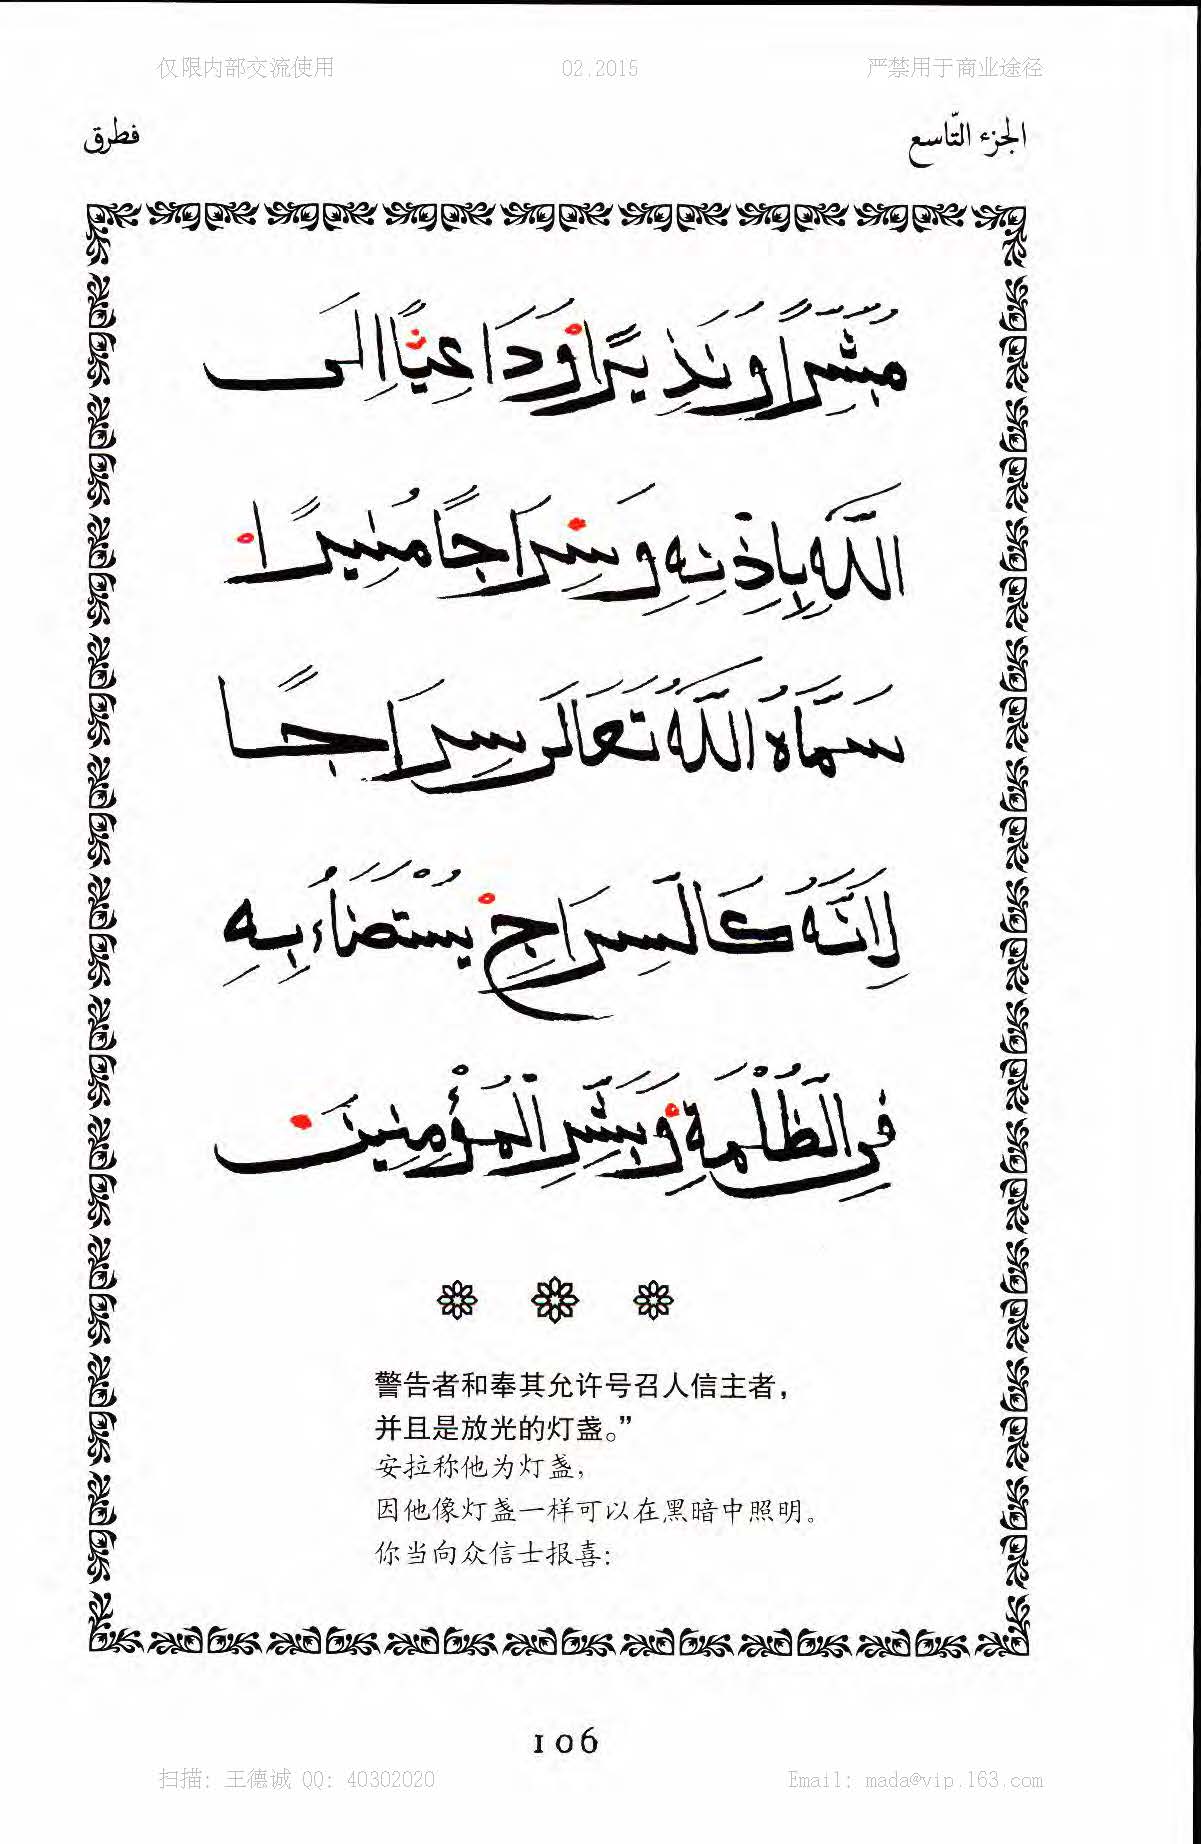 仅限内部交流使用 02.2015 严禁用于商业途径
الجزء التّاسع فطرق
مُبَشِّرًا وَنَذِيرًا وَدَاعِيًا إِلَى
اللَّهِ بِإِذْنِهِ وَسِرَاجًا مُنِيرًا
سَمَّاهُ اللَّهُ تَعَالَى سِرَاجًا
لِأَنَّهُ كَالسِّرَاجِ يُسْتَضَاءُ بِهِ
فِي الظُّلْمَةِ وَبَشِّرِ الْمُؤْمِنِينَ
警告者和奉其允许号召人信主者，
并且是放光的灯盏。”
安拉称他为灯盏，
因他像灯盏一样可以在黑暗中照明。
你当向众信士报喜：
106
扫描: 王德诚 QQ: 40302020 Email: mada@vip.163.com